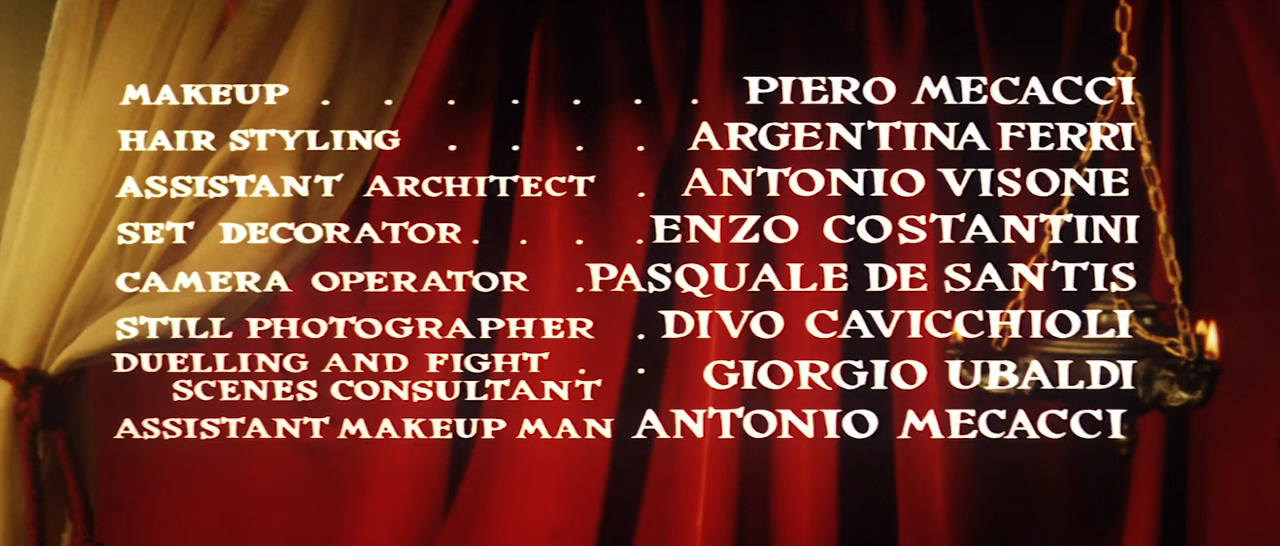 MAKEUP . . . . . . . PIERO MECACCI
HAIR STYLING . . . . ARGENTINA FERRI
ASSISTANT ARCHITECT . ANTONIO VISONE
SET DECORATOR . . . . ENZO COSTANTINI
CAMERA OPERATOR . PASQUALE DE SANTIS
STILL PHOTOGRAPHER . DIVO CAVICCHIOLI
DUELLING AND FIGHT . . GIORGIO UBALDI
SCENES CONSULTANT
ASSISTANT MAKEUP MAN ANTONIO MECACCI